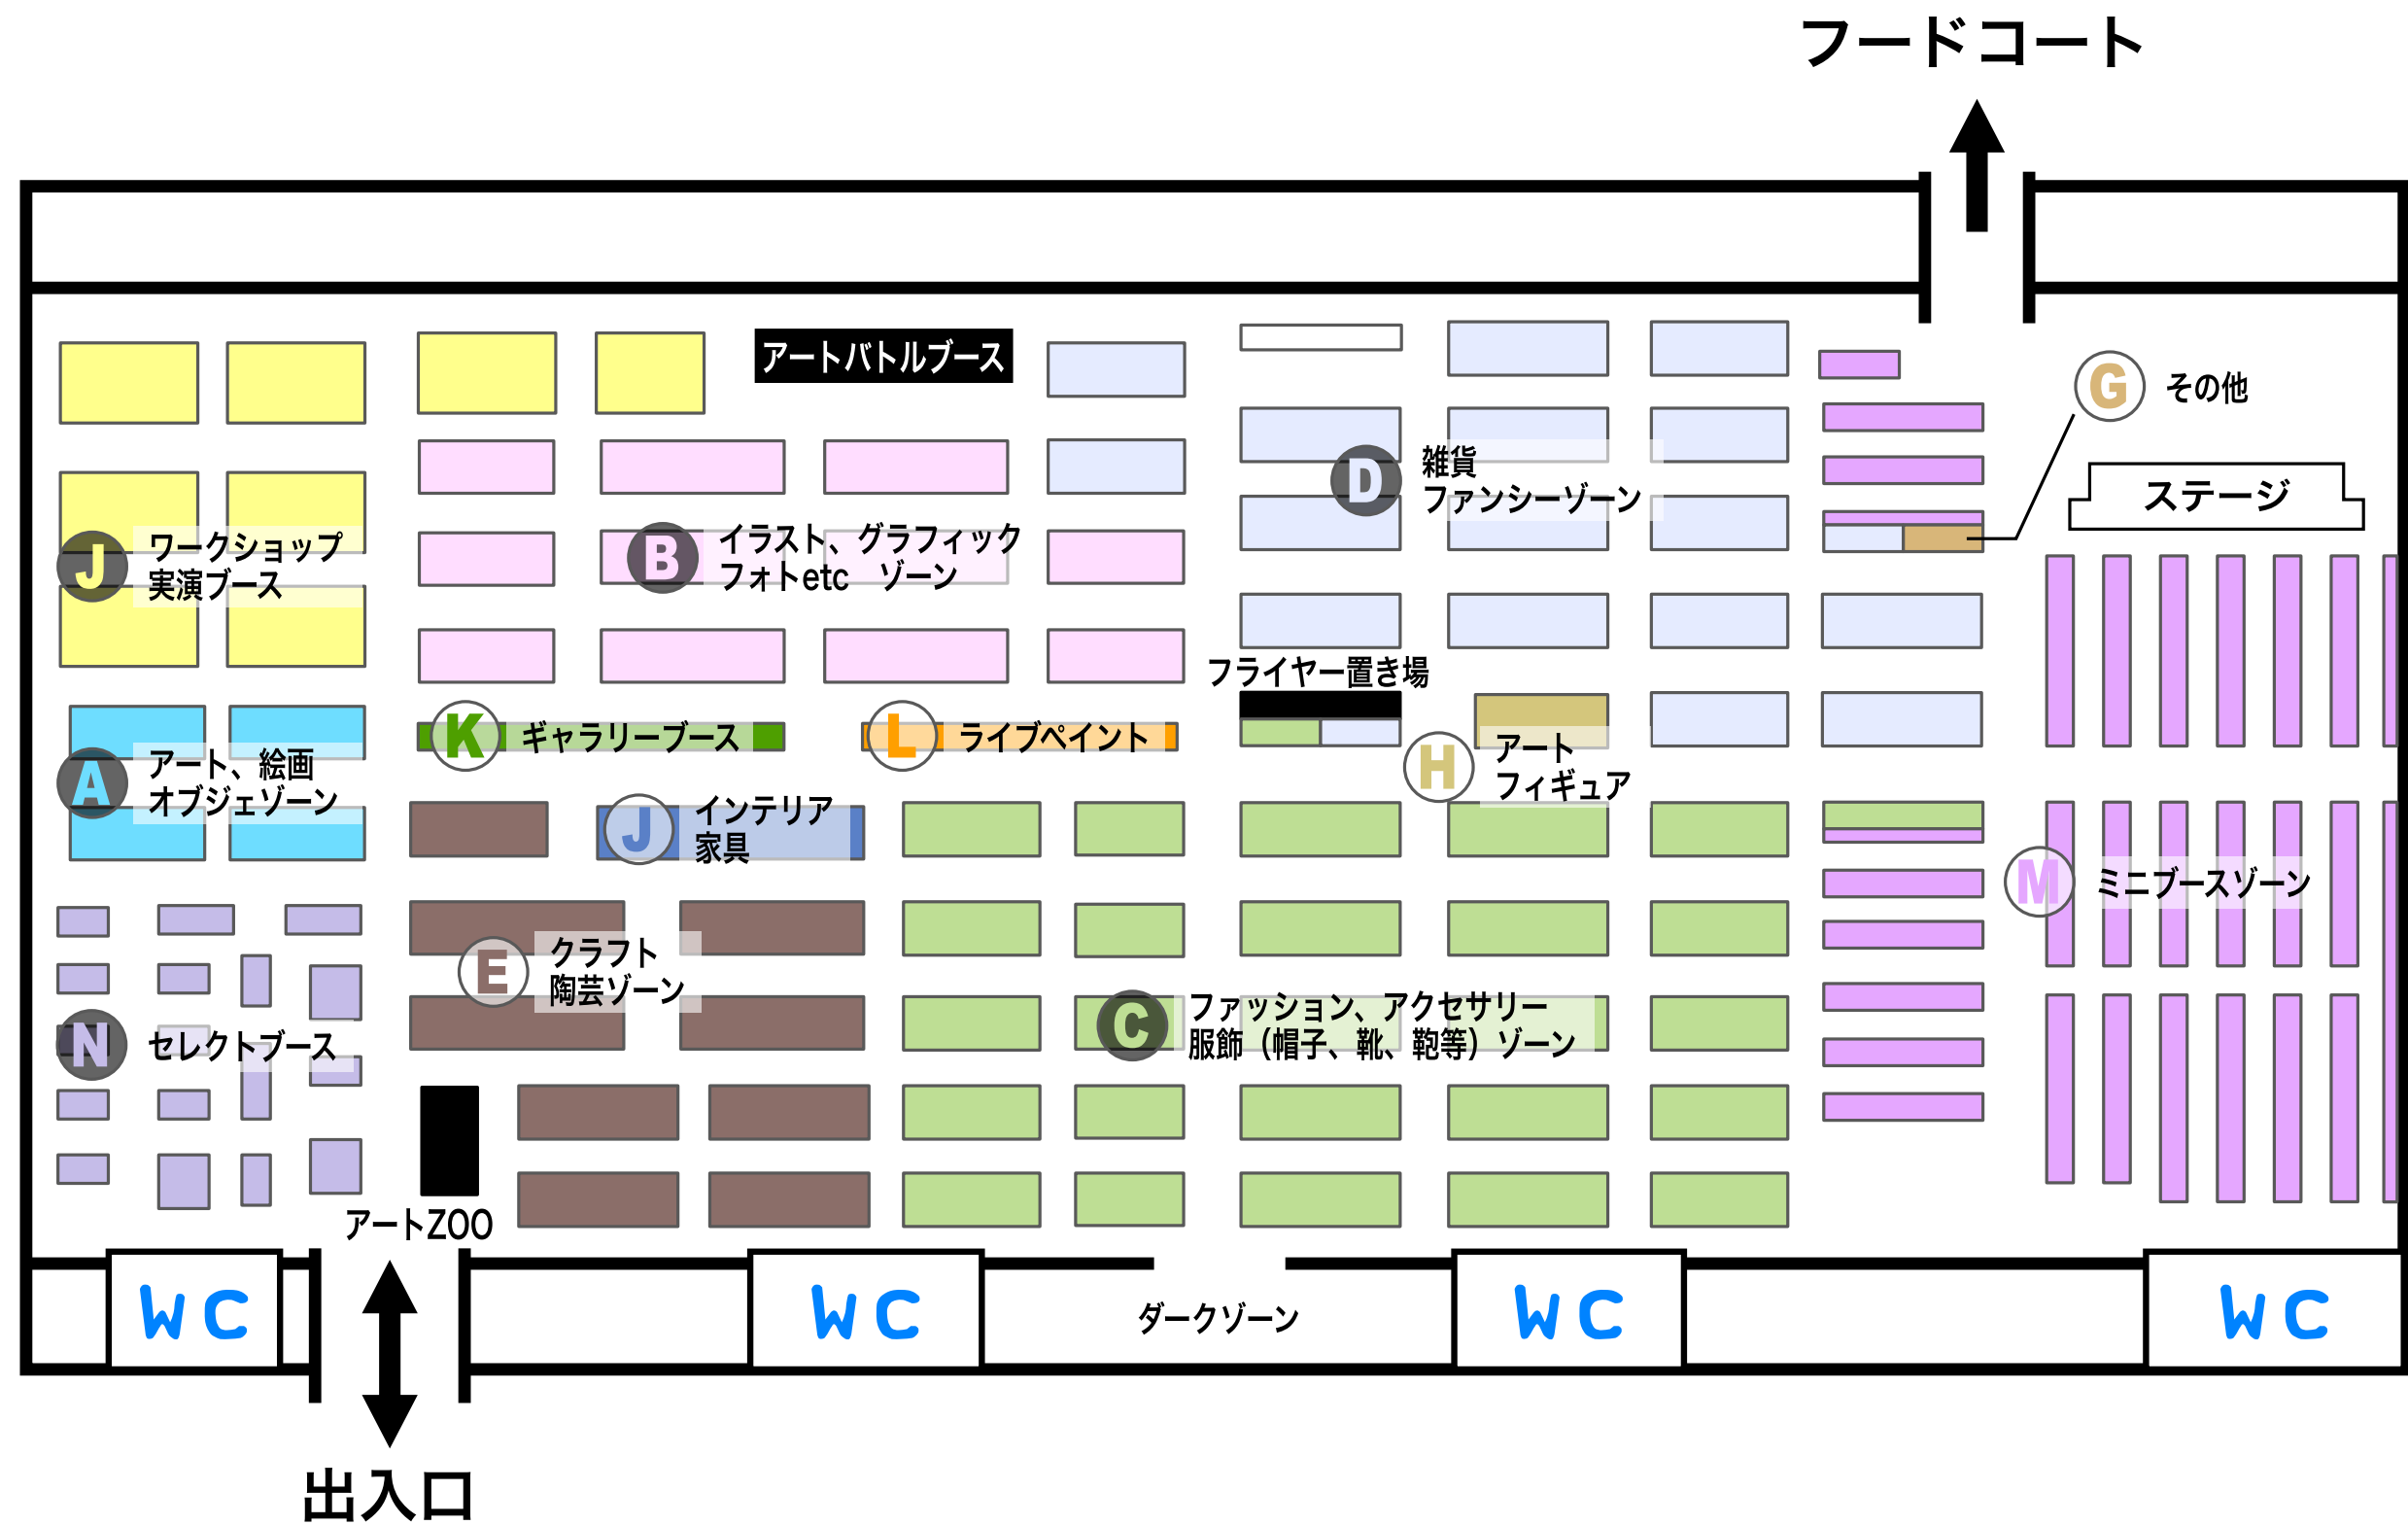 フードコート
アートバトルブース
G その他
D 雑貨
ファンシーゾーン
ステージ
J ワークショップ
実演ブース
B イラスト、グラフィック
フォトetc ゾーン
フライヤー置き場
K ギャラリーブース
L ライブペイント
H アート
フィギュア
A アート、絵画
オブジェゾーン
J インテリア
家具
M ミニブースゾーン
E クラフト
陶芸ゾーン
C ファッション、アクセサリー
服飾（帽子、靴、鞄等）ゾーン
N セレクトブース
アートZOO
WC
WC
ダークゾーン
WC
WC
出入口